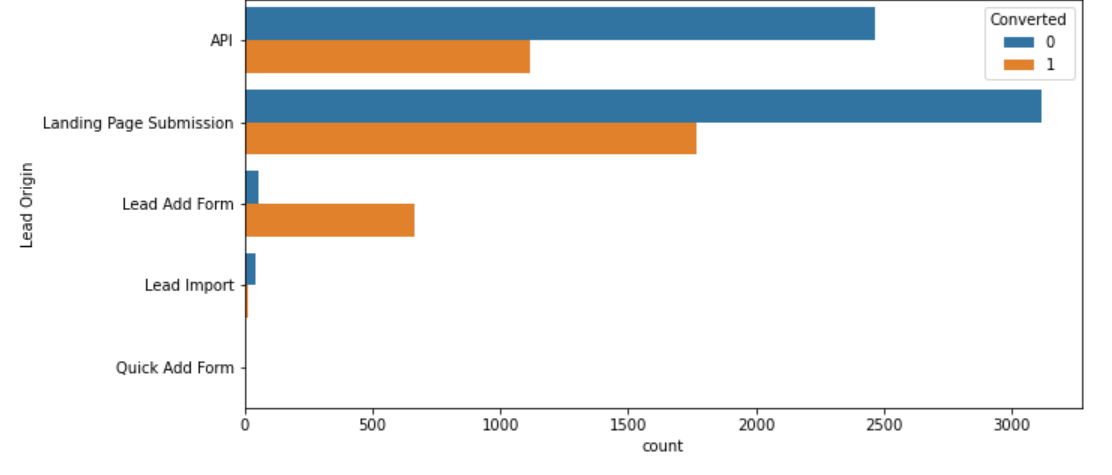 Converted
0
1
API
Landing Page Submission
Lead Add Form
Lead Import
Quick Add Form
Lead Origin
0 500 1000 1500 2000 2500 3000
count